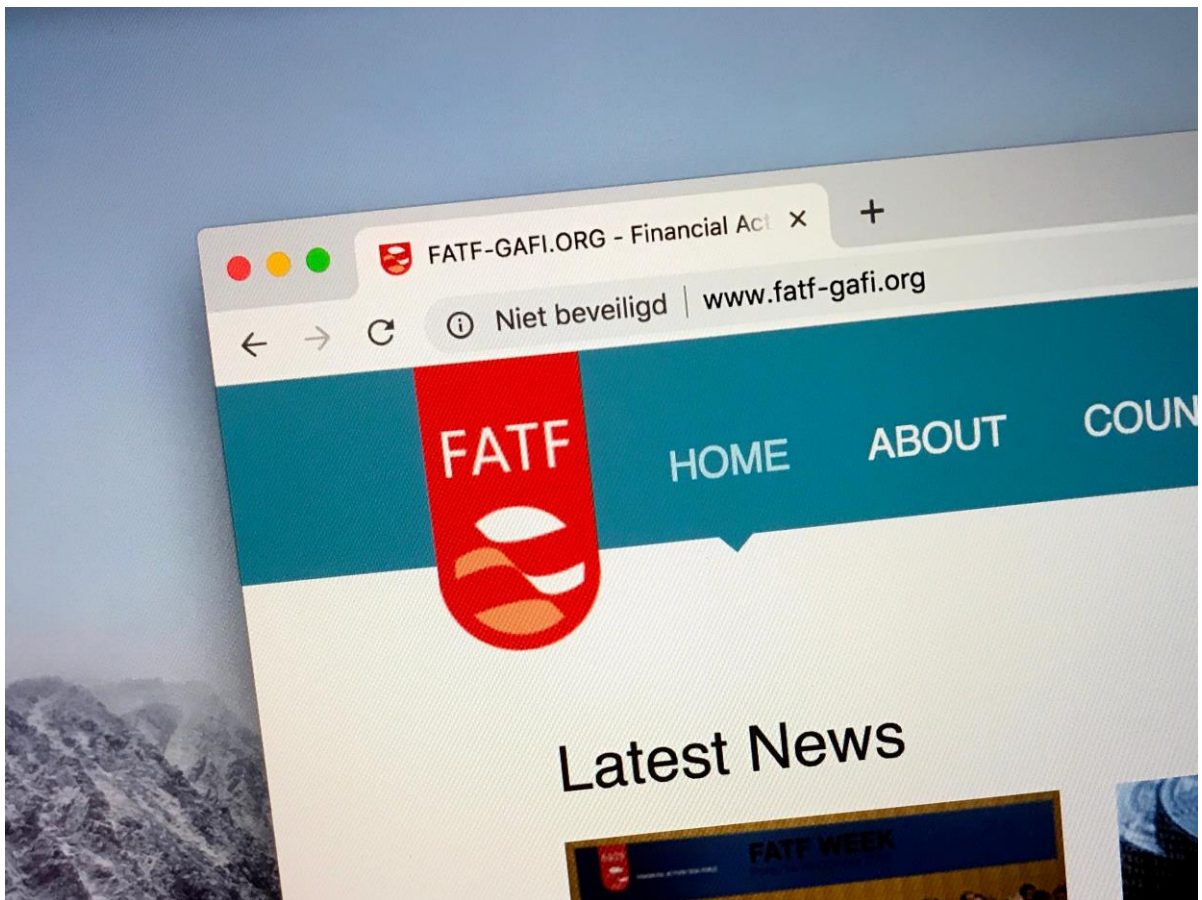 FATF-GAFI.ORG - Financial Act
Niet beveiligd | www.fatf-gafi.org
FATF
HOME
ABOUT
COUN
Latest News
FATF WEEK